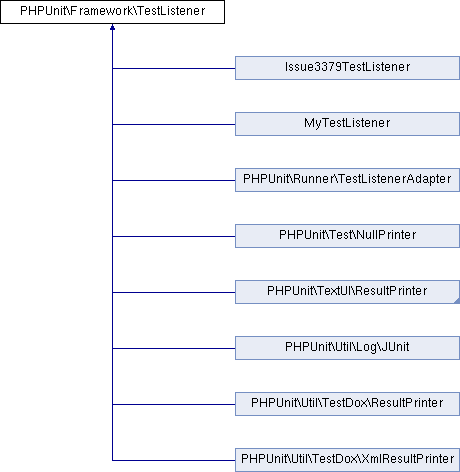 PHPUnit\Framework\TestListener
Issue3379TestListener
MyTestListener
PHPUnit\Runner\TestListenerAdapter
PHPUnit\Test\NullPrinter
PHPUnit\TextUI\ResultPrinter
PHPUnit\Util\Log\JUnit
PHPUnit\Util\TestDox\ResultPrinter
PHPUnit\Util\TestDox\XmlResultPrinter